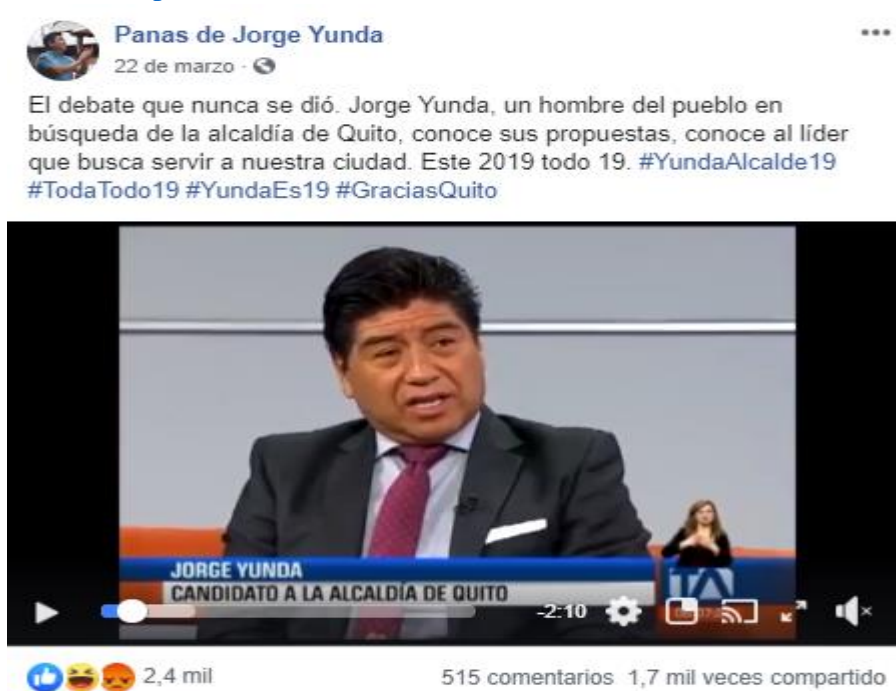 Panas de Jorge Yunda
22 de marzo ·
El debate que nunca se dió. Jorge Yunda, un hombre del pueblo en
búsqueda de la alcaldía de Quito, conoce sus propuestas, conoce al líder
que busca servir a nuestra ciudad. Este 2019 todo 19. #YundaAlcalde19
#TodaTodo19 #YundaEs19 #GraciasQuito
JORGE YUNDA
CANDIDATO A LA ALCALDÍA DE QUITO
-2:10
2,4 mil
515 comentarios 1,7 mil veces compartido